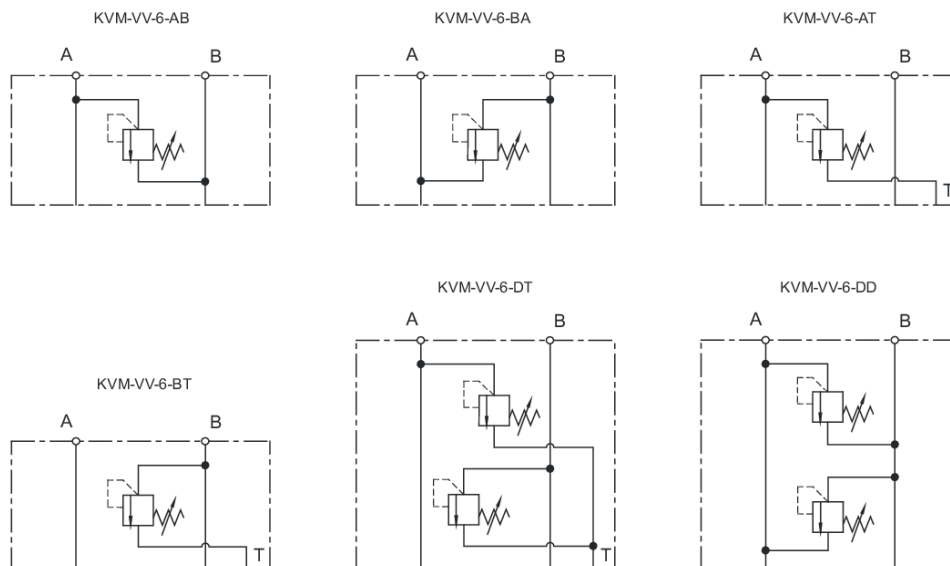 KVM-VV-6-AB
A B
KVM-VV-6-BA
A B
KVM-VV-6-AT
A B
T
KVM-VV-6-BT
A B
T
KVM-VV-6-DT
A B
T
KVM-VV-6-DD
A B